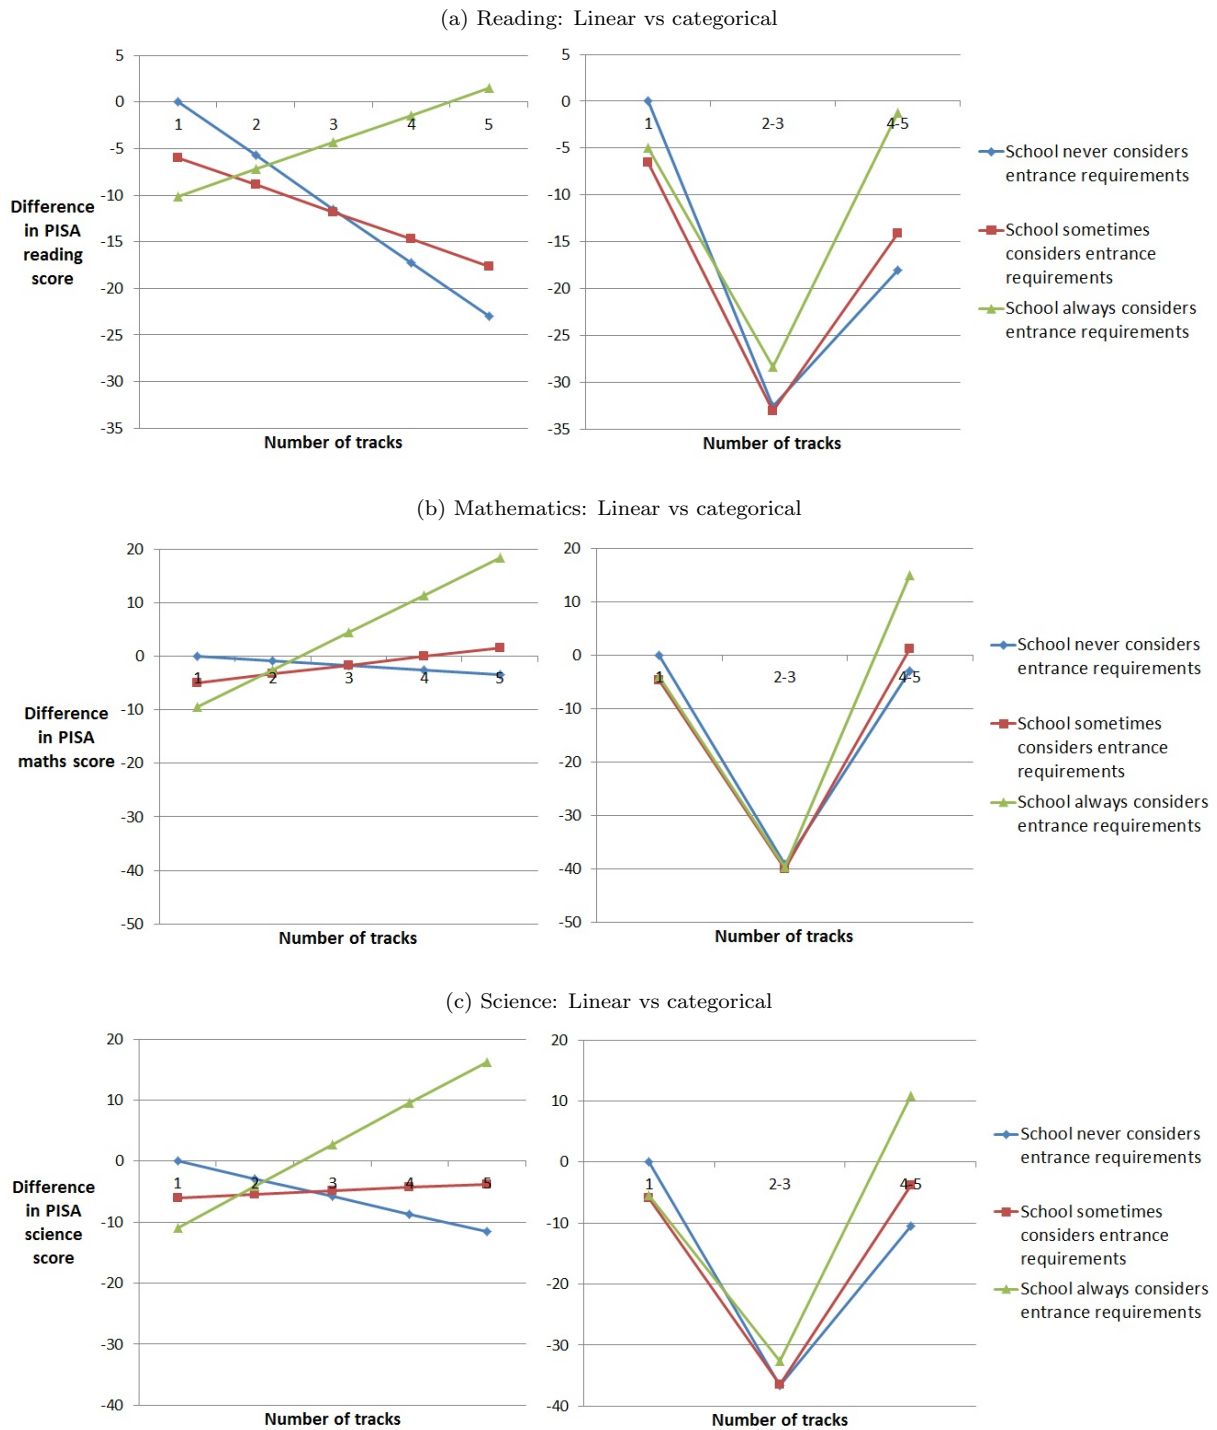 (a) Reading: Linear vs categorical
5
0
-5
-10
-15
-20
-25
-30
-35
1
2
3
4
5
Difference
in PISA
reading
score
Number of tracks
5
0
-5
-10
-15
-20
-25
-30
-35
1
2-3
4-5
Number of tracks
School never considers
entrance requirements
School sometimes
considers entrance
requirements
School always considers
entrance requirements
(b) Mathematics: Linear vs categorical
20
10
0
-10
-20
-30
-40
-50
1
2
3
4
5
Difference
in PISA
maths score
Number of tracks
20
10
0
-10
-20
-30
-40
-50
1
2-3
4-5
Number of tracks
School never considers
entrance requirements
School sometimes
considers entrance
requirements
School always considers
entrance requirements
(c) Science: Linear vs categorical
20
10
0
-10
-20
-30
-40
1
2
3
4
5
Difference
in PISA
science
score
Number of tracks
20
10
0
-10
-20
-30
-40
1
2-3
4-5
Number of tracks
School never considers
entrance requirements
School sometimes
considers entrance
requirements
School always considers
entrance requirements